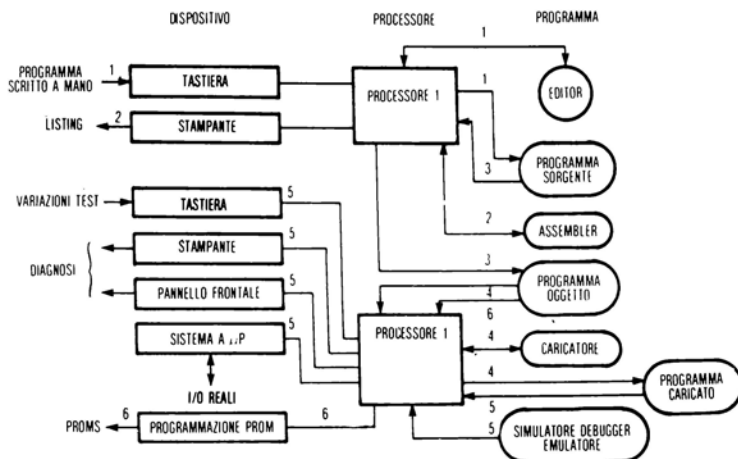 DISPOSITIVO
PROCESSORE
PROGRAMMA
1
PROGRAMMA
SCRITTO A MANO
1
TASTIERA
PROCESSORE 1
1
EDITOR
LISTING
2
STAMPANTE
3
PROGRAMMA
SORGENTE
VARIAZIONI TEST
TASTIERA
5
2
ASSEMBLER
DIAGNOSI
STAMPANTE
5
3
PANNELLO FRONTALE
5
PROGRAMMA
OGGETTO
4
6
SISTEMA A
5
PROCESSORE 1
4
CARICATORE
I/O REALI
4
PROGRAMMA
CARICATO
PROMS
6
PROGRAMMAZIONE PROM
6
5
5
SIMULATORE DEBUGGER
EMULATORE